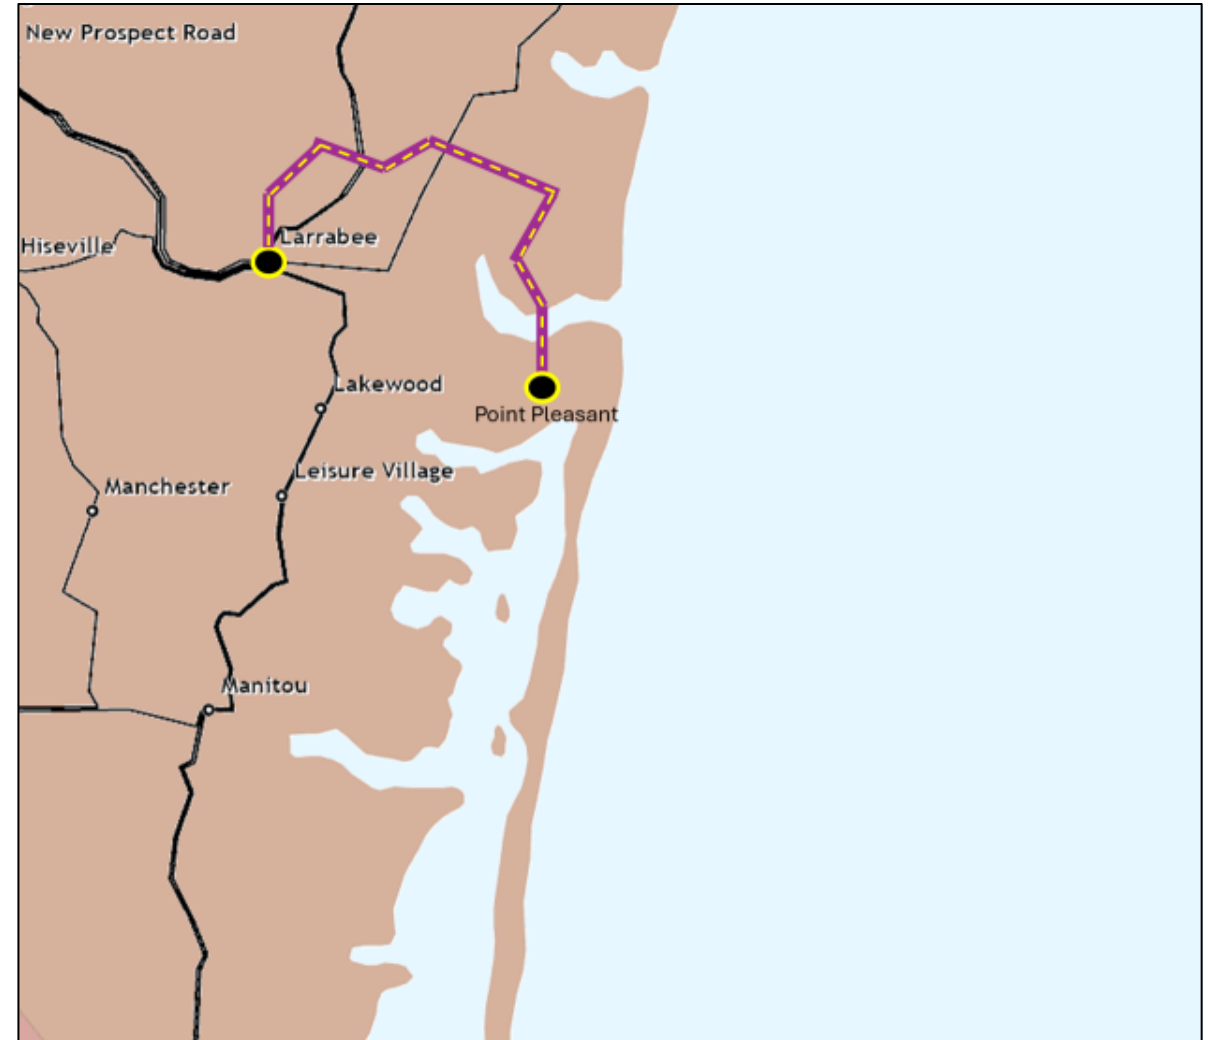 New Prospect Road
Larrabee
Hiseville
Lakewood
Point Pleasant
Leisure Village
Manchester
Manitou